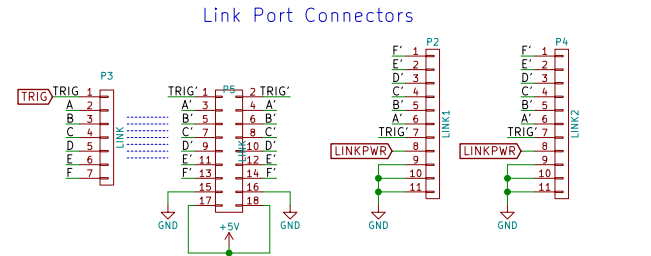 Link Port Connectors
P3
TRIG TRIG 1
A 2
B 3
C 4
D 5
E 6
F 7
LINK
P5
TRIG' 1 2 TRIG'
A' 3 4 A'
B' 5 6 B'
C' 7 8 C'
D' 9 10 D'
E' 11 12 E'
F' 13 14 F'
15 16
17 18
LINK
GND +5V GND
P2
F' 1
E' 2
D' 3
C' 4
B' 5
A' 6
TRIG' 7
LINKPWR 8
9
10
11
LINK1
GND
P4
F' 1
E' 2
D' 3
C' 4
B' 5
A' 6
TRIG' 7
LINKPWR 8
9
10
11
LINK2
GND